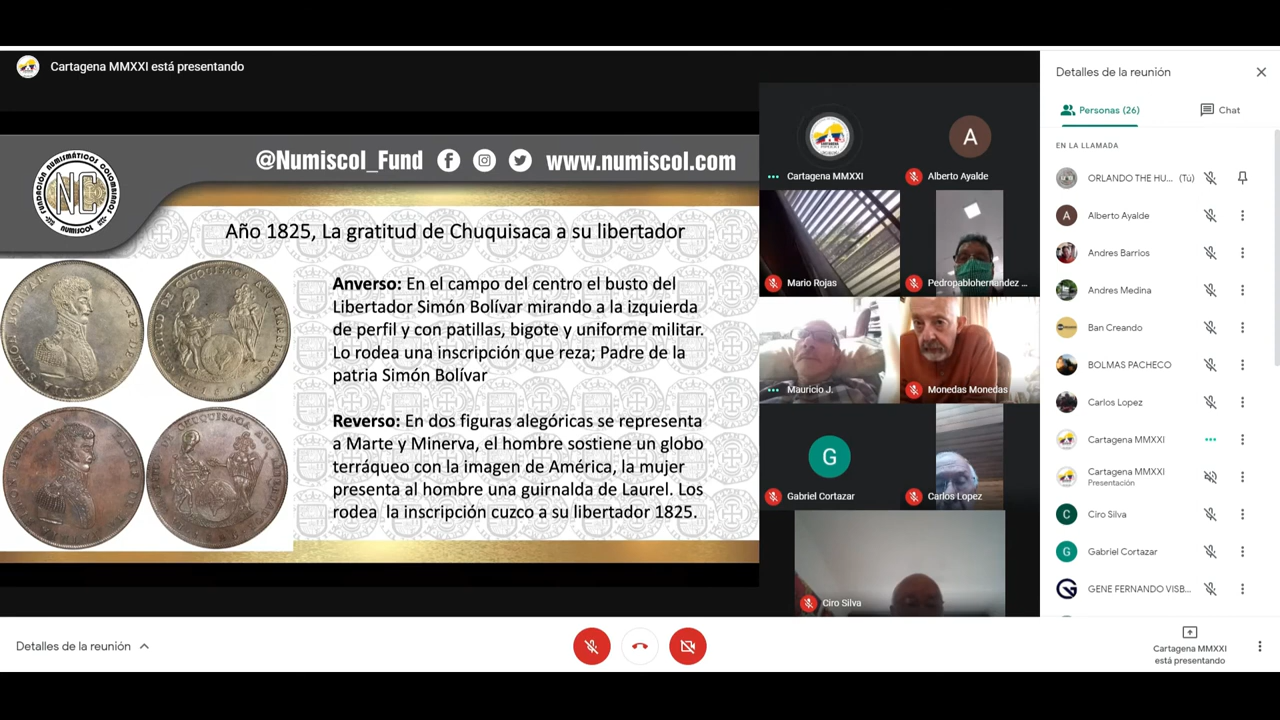 Cartagena MMXXI está presentando
@Numiscol_Fund
www.numiscol.com
FUNDACIÓN NUMISMÁTICOS COLOMBIANOS
NC
NUMISCOL
Año 1825, La gratitud de Chuquisaca a su libertador
Anverso: En el campo del centro el busto del
Libertador Simón Bolívar mirando a la izquierda
de perfil y con patillas, bigote y uniforme militar.
Lo rodea una inscripción que reza; Padre de la
patria Simón Bolívar
Reverso: En dos figuras alegóricas se representa
a Marte y Minerva, el hombre sostiene un globo
terráqueo con la imagen de América, la mujer
presenta al hombre una guirnalda de Laurel. Los
rodea la inscripción cuzco a su libertador 1825.
Cartagena MMXXI
A
Alberto Ayalde
Mario Rojas
Pedropablohernandez ...
Mauricio J.
Monedas Monedas
G
Gabriel Cortazar
Carlos Lopez
Ciro Silva
Detalles de la reunión
Personas (26)
Chat
EN LA LLAMADA
ORLANDO THE HU... (Tú)
A Alberto Ayalde
Andres Barrios
Andres Medina
Ban Creando
BOLMAS PACHECO
Carlos Lopez
Cartagena MMXXI
Cartagena MMXXI
Presentación
C Ciro Silva
G Gabriel Cortazar
GENE FERNANDO VISB...
Detalles de la reunión
Cartagena MMXXI
está presentando